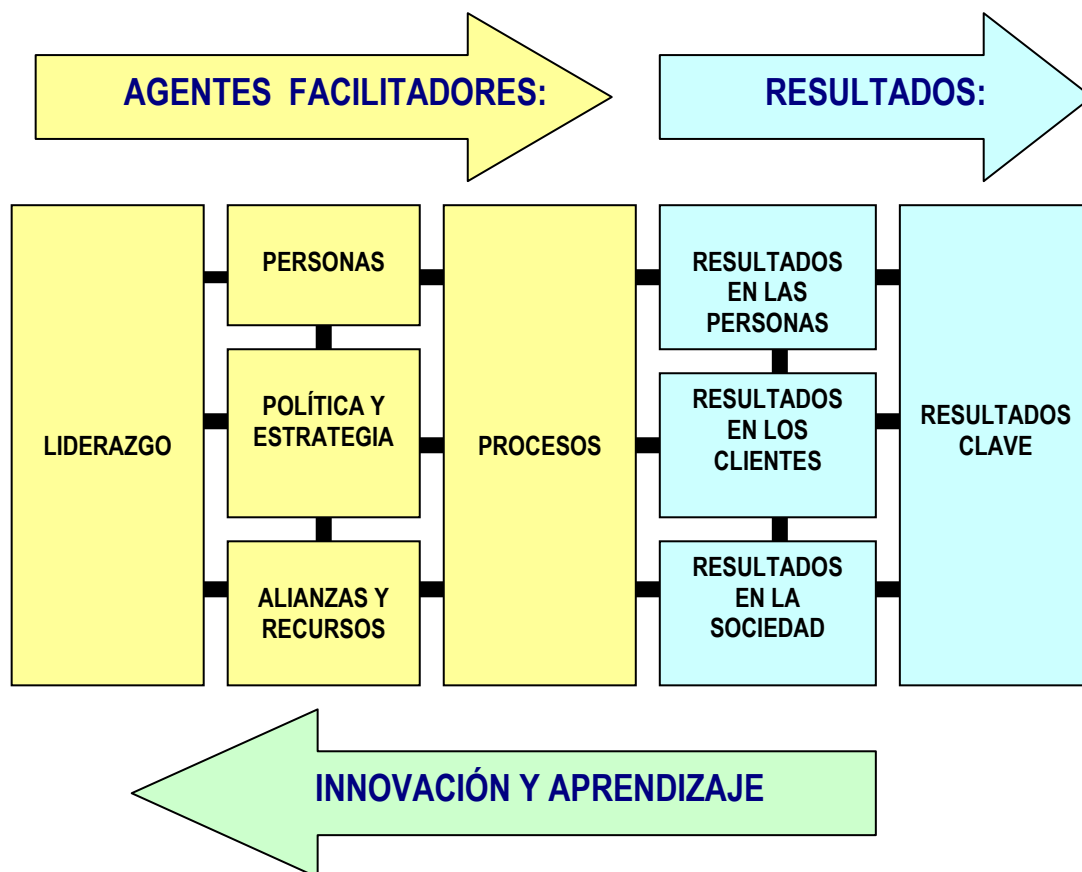 AGENTES FACILITADORES:
RESULTADOS:
LIDERAZGO
PERSONAS
POLÍTICA Y
ESTRATEGIA
ALIANZAS Y
RECURSOS
PROCESOS
RESULTADOS
EN LAS
PERSONAS
RESULTADOS
EN LOS
CLIENTES
RESULTADOS
EN LA
SOCIEDAD
RESULTADOS
CLAVE
INNOVACIÓN Y APRENDIZAJE